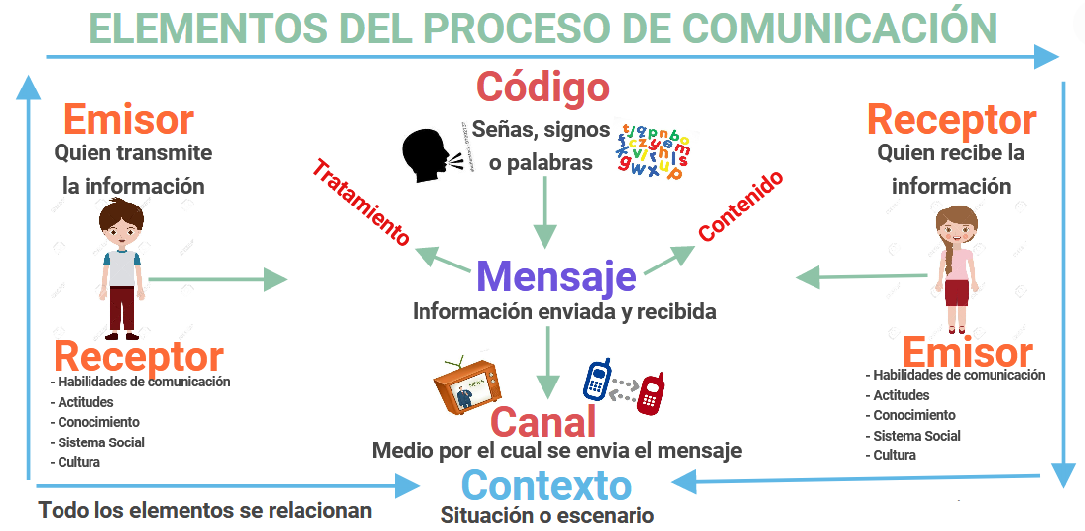 ELEMENTOS DEL PROCESO DE COMUNICACIÓN
Emisor
Quien transmite
la información
Receptor
- Habilidades de comunicación
- Actitudes
- Conocimiento
- Sistema Social
- Cultura
Código
Señas, signos
o palabras
Tratamiento
Contenido
Mensaje
Información enviada y recibida
Canal
Medio por el cual se envia el mensaje
Receptor
Quien recibe la
información
Emisor
- Habilidades de comunicación
- Actitudes
- Conocimiento
- Sistema Social
- Cultura
Contexto
Situación o escenario
Todo los elementos se relacionan